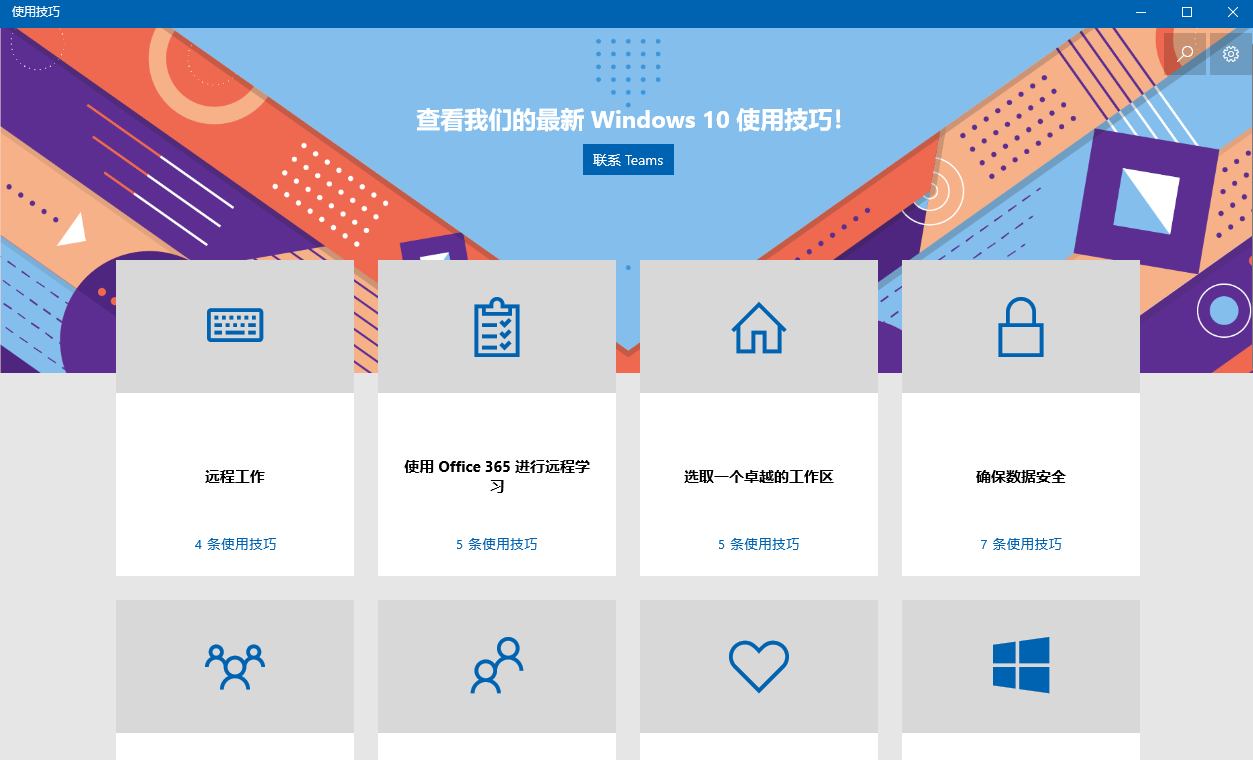 使用技巧
查看我们的最新 Windows 10 使用技巧！
联系 Teams
远程工作
4 条使用技巧
使用 Office 365 进行远程学
习
5 条使用技巧
选取一个卓越的工作区
5 条使用技巧
确保数据安全
7 条使用技巧